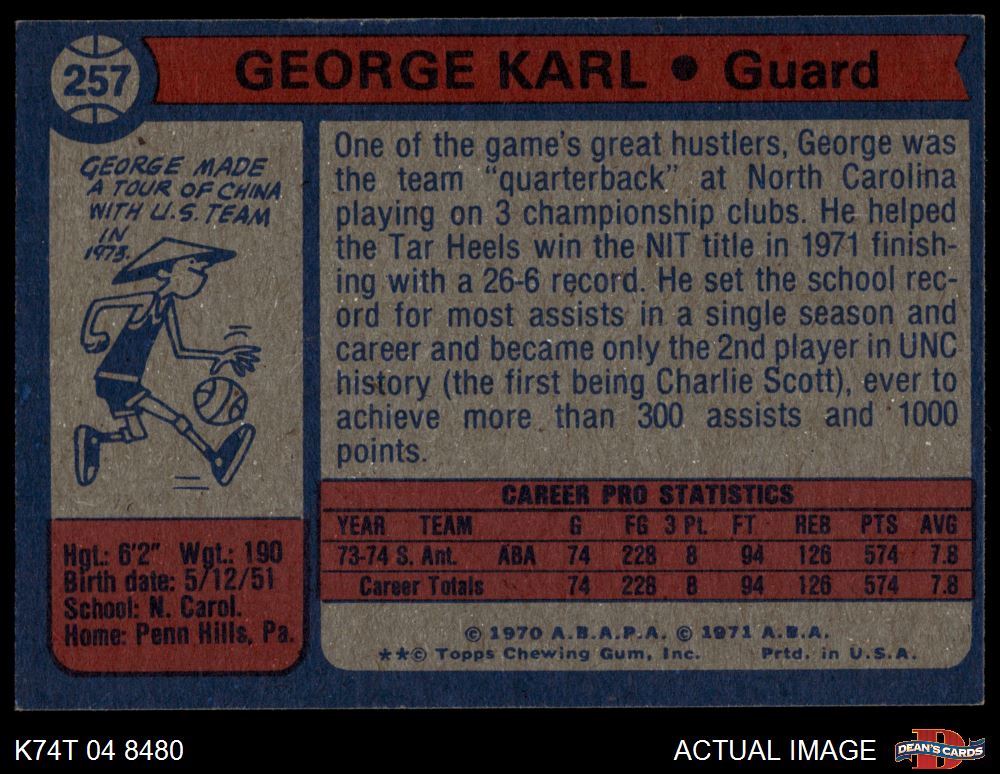 257
GEORGE KARL • Guard
GEORGE MADE
A TOUR OF CHINA
WITH U.S. TEAM
IN
1973.
One of the game's great hustlers, George was
the team "quarterback" at North Carolina
playing on 3 championship clubs. He helped
the Tar Heels win the NIT title in 1971 finish-
ing with a 26-6 record. He set the school rec-
ord for most assists in a single season and
career and became only the 2nd player in UNC
history (the first being Charlie Scott), ever to
achieve more than 300 assists and 1000
points.
Hgt.: 6'2" Wgt.: 190
Birth date: 5/12/51
School: N. Carol.
Home: Penn Hills, Pa.
CAREER PRO STATISTICS
YEAR TEAM G FG 3 Pt. FT REB PTS AVG
73-74 S. Ant. ABA 74 228 8 94 126 574 7.8
Career Totals 74 228 8 94 126 574 7.8
© 1970 A.B.A.P.A. © 1971 A.B.A.
**© Topps Chewing Gum, Inc. Prtd. in U.S.A.
K74T 04 8480
ACTUAL IMAGE
DEAN'S CARDS